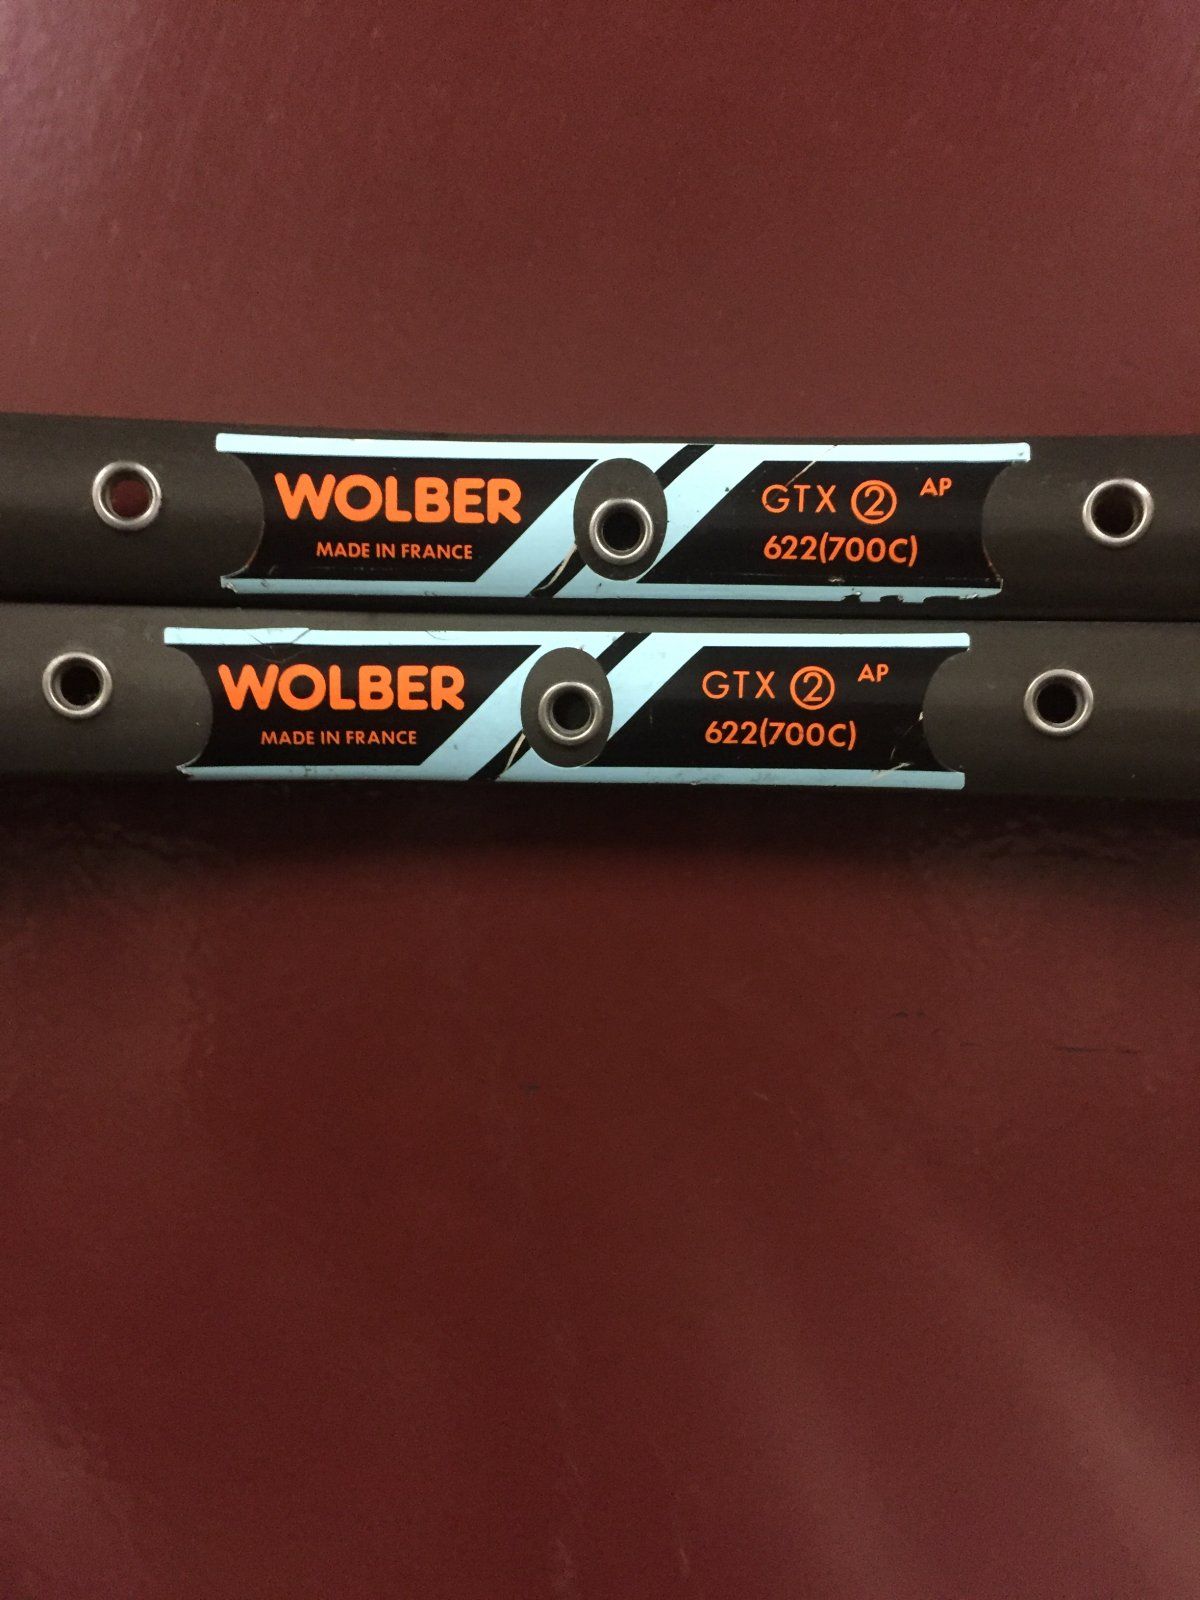 WOLBER
MADE IN FRANCE
GTX ② AP
622(700C)
WOLBER
MADE IN FRANCE
GTX ② AP
622(700C)